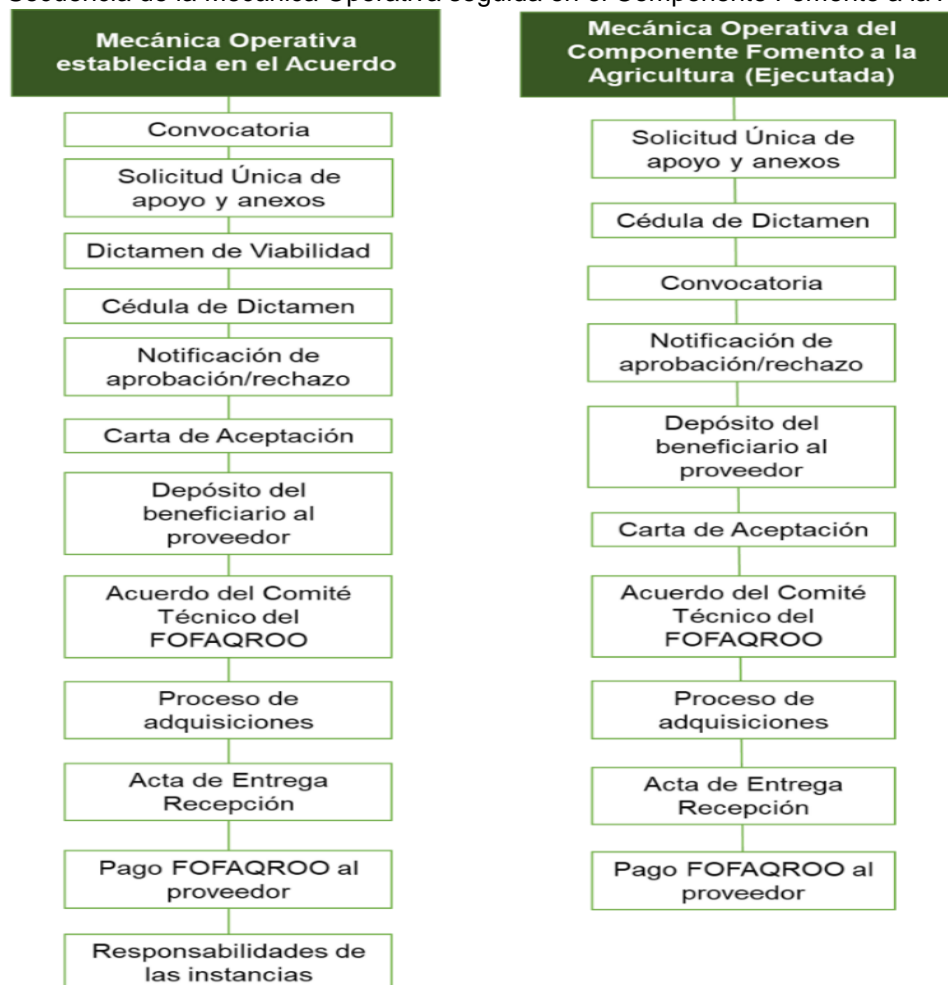 Secuencia de la Mecánica Operativa seguida en el Componente Fomento a la
Mecánica Operativa
establecida en el Acuerdo
Convocatoria
Solicitud Única de
apoyo y anexos
Dictamen de Viabilidad
Cédula de Dictamen
Notificación de
aprobación/rechazo
Carta de Aceptación
Depósito del
beneficiario al
proveedor
Acuerdo del Comité
Técnico del
FOFAQROO
Proceso de
adquisiciones
Acta de Entrega
Recepción
Pago FOFAQROO al
proveedor
Responsabilidades de
las instancias
Mecánica Operativa del
Componente Fomento a la
Agricultura (Ejecutada)
Solicitud Única de
apoyo y anexos
Cédula de Dictamen
Convocatoria
Notificación de
aprobación/rechazo
Depósito del
beneficiario al
proveedor
Carta de Aceptación
Acuerdo del Comité
Técnico del
FOFAQROO
Proceso de
adquisiciones
Acta de Entrega
Recepción
Pago FOFAQROO al
proveedor